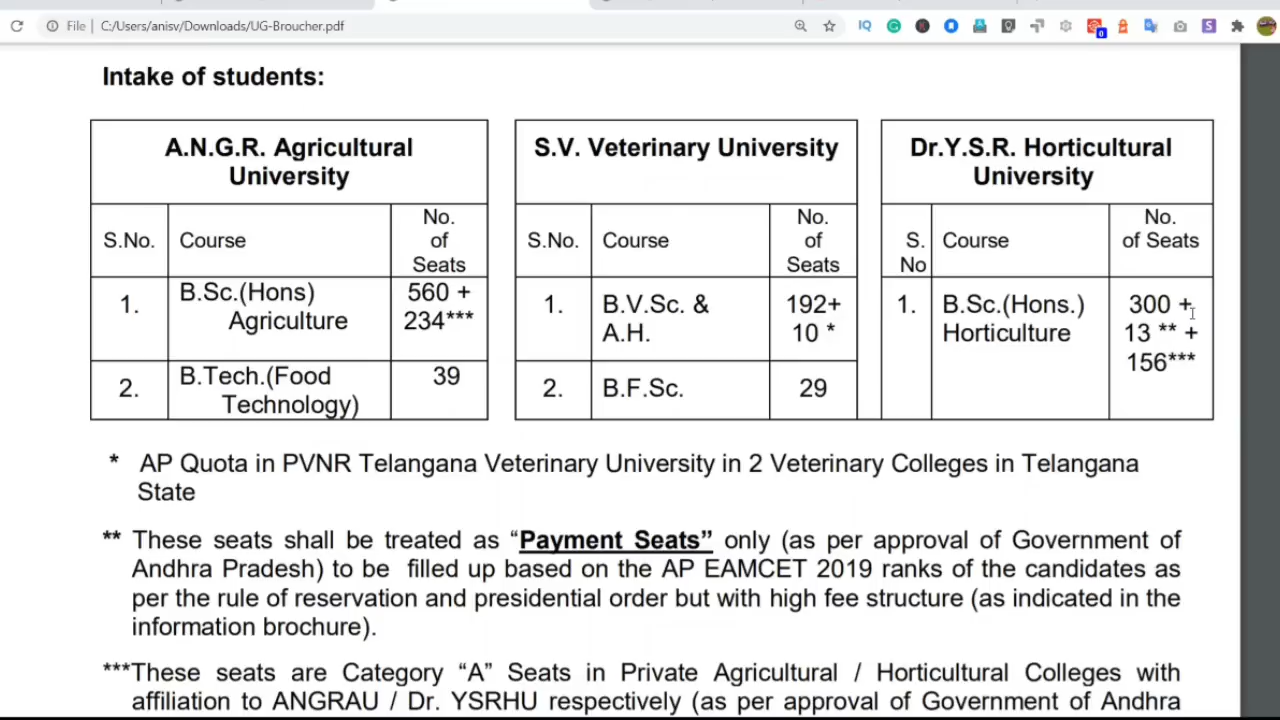 File
C:/Users/anisv/Downloads/UG-Broucher.pdf
IQ
0
S
Intake of students:
A.N.G.R. Agricultural
University
S.No.
Course
No.
of
Seats
1.
B.Sc.(Hons)
Agriculture
560 +
234***
2.
B.Tech.(Food
Technology)
39
S.V. Veterinary University
S.No.
Course
No.
of
Seats
1.
B.V.Sc. &
A.H.
192+
10 *
2.
B.F.Sc.
29
Dr.Y.S.R. Horticultural
University
S.
No
Course
No.
of Seats
1.
B.Sc.(Hons.)
Horticulture
300 +
13 ** +
156***
* AP Quota in PVNR Telangana Veterinary University in 2 Veterinary Colleges in Telangana
State
** These seats shall be treated as “Payment Seats” only (as per approval of Government of
Andhra Pradesh) to be filled up based on the AP EAMCET 2019 ranks of the candidates as
per the rule of reservation and presidential order but with high fee structure (as indicated in the
information brochure).
***These seats are Category “A” Seats in Private Agricultural / Horticultural Colleges with
affiliation to ANGRAU / Dr. YSRHU respectively (as per approval of Government of Andhra